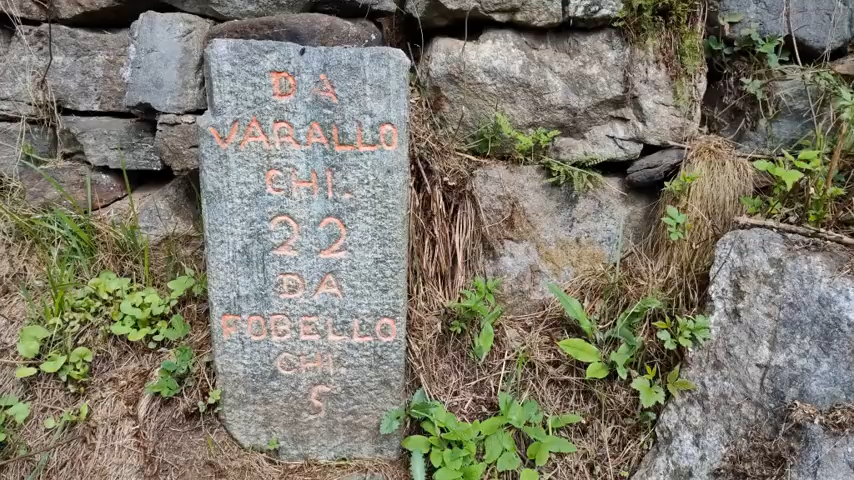 DA
VARALLO
CHI.
22
DA
FOBELLO
CHI.
5